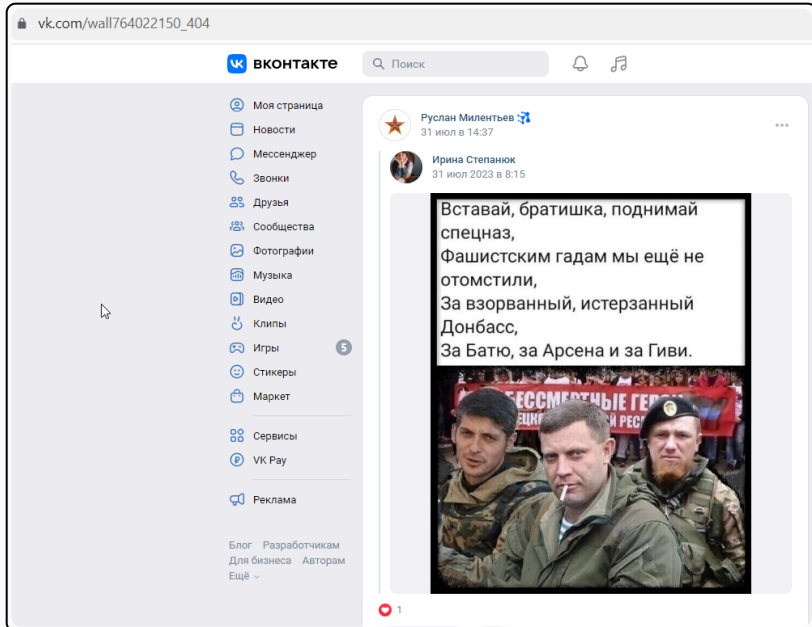 vk.com/wall764022150_404
вконтакте
Поиск
Моя страница
Новости
Мессенджер
Звонки
Друзья
Сообщества
Фотографии
Музыка
Видео
Клипы
Игры 5
Стикеры
Маркет
Сервисы
VK Pay
Реклама
Блог Разработчикам
Для бизнеса Авторам
Ещё
Руслан Милентьев
31 июл в 14:37
Ирина Степанюк
31 июл 2023 в 8:15
Вставай, братишка, поднимай
спецназ,
Фашистским гадам мы ещё не
отомстили,
За взорванный, истерзанный
Донбасс,
За Батю, за Арсена и за Гиви.
БЕССМЕРТНЫЕ ГЕРОИ
1